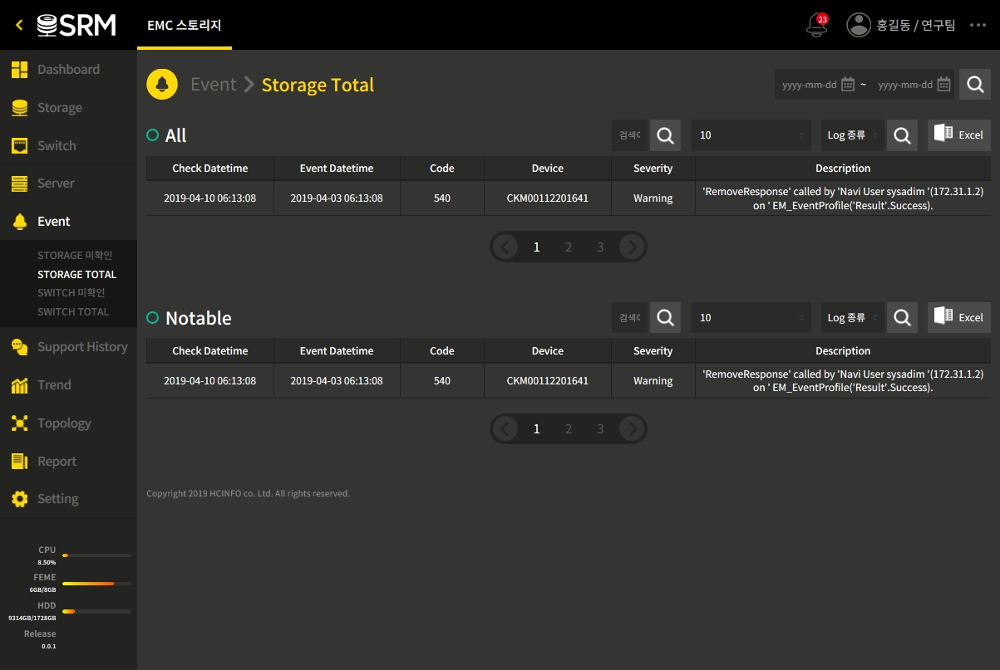 SRM
EMC 스토리지
23
홍길동 / 연구팀
Dashboard
Storage
Switch
Server
Event
STORAGE 미확인
STORAGE TOTAL
SWITCH 미확인
SWITCH TOTAL
Support History
Trend
Topology
Report
Setting
CPU
8.50%
FEME
6GB/8GB
HDD
9314GB/1728GB
Release
0.0.1
Event Storage Total
yyyy-mm-dd ~ yyyy-mm-dd
All
10 Log 종류 Excel
Check Datetime Event Datetime Code Device Severity Description
2019-04-10 06:13:08 2019-04-03 06:13:08 540 CKM00112201641 Warning 'RemoveResponse' called by 'Navi User sysadim '(172.31.1.2)
on ' EM_EventProfile('Result'.Success).
1 2 3
Notable
10 Log 종류 Excel
Check Datetime Event Datetime Code Device Severity Description
2019-04-10 06:13:08 2019-04-03 06:13:08 540 CKM00112201641 Warning 'RemoveResponse' called by 'Navi User sysadim '(172.31.1.2)
on ' EM_EventProfile('Result'.Success).
1 2 3
Copyright 2019 HCINFO co. Ltd. All rights reserved.